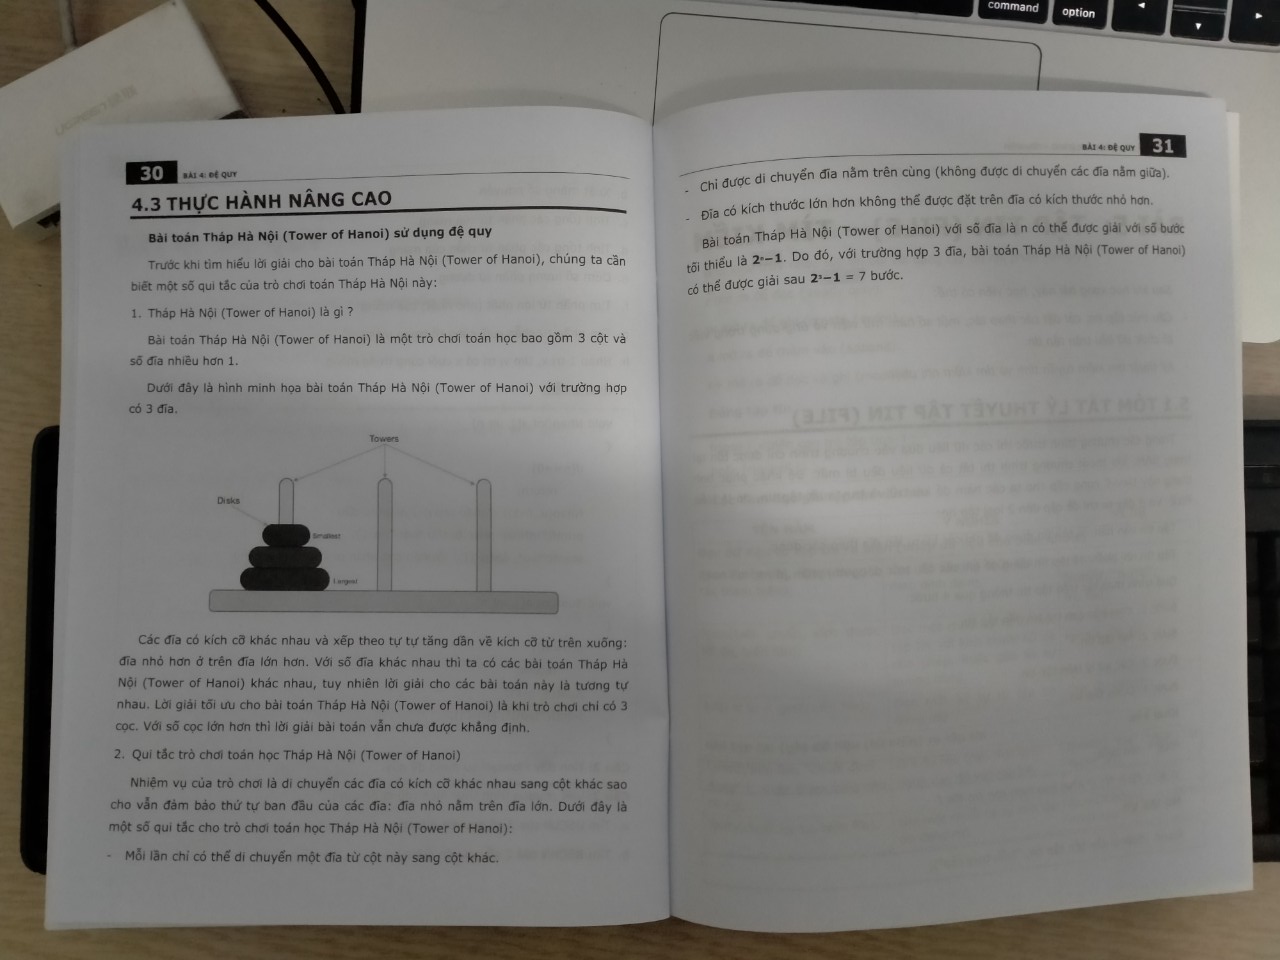 command
option
30
BÀI 4: ĐỆ QUY
4.3 THỰC HÀNH NÂNG CAO
Bài toán Tháp Hà Nội (Tower of Hanoi) sử dụng đệ quy
Trước khi tìm hiểu lời giải cho bài toán Tháp Hà Nội (Tower of Hanoi), chúng ta cần
biết một số qui tắc của trò chơi toán Tháp Hà Nội này:
1. Tháp Hà Nội (Tower of Hanoi) là gì ?
Bài toán Tháp Hà Nội (Tower of Hanoi) là một trò chơi toán học bao gồm 3 cột và
số đĩa nhiều hơn 1.
Dưới đây là hình minh họa bài toán Tháp Hà Nội (Tower of Hanoi) với trường hợp
có 3 đĩa.
Towers
Disks
Smallest
Largest
Các đĩa có kích cỡ khác nhau và xếp theo tự tự tăng dần về kích cỡ từ trên xuống:
đĩa nhỏ hơn ở trên đĩa lớn hơn. Với số đĩa khác nhau thì ta có các bài toán Tháp Hà
Nội (Tower of Hanoi) khác nhau, tuy nhiên lời giải cho các bài toán này là tương tự
nhau. Lời giải tối ưu cho bài toán Tháp Hà Nội (Tower of Hanoi) là khi trò chơi chỉ có 3
cọc. Với số cọc lớn hơn thì lời giải bài toán vẫn chưa được khẳng định.
2. Qui tắc trò chơi toán học Tháp Hà Nội (Tower of Hanoi)
Nhiệm vụ của trò chơi là di chuyển các đĩa có kích cỡ khác nhau sang cột khác sao
cho vẫn đảm bảo thứ tự ban đầu của các đĩa: đĩa nhỏ nằm trên đĩa lớn. Dưới đây là
một số qui tắc cho trò chơi toán học Tháp Hà Nội (Tower of Hanoi):
- Mỗi lần chỉ có thể di chuyển một đĩa từ cột này sang cột khác.
BÀI 4: ĐỆ QUY
31
- Chỉ được di chuyển đĩa nằm trên cùng (không được di chuyển các đĩa nằm giữa).
- Đĩa có kích thước lớn hơn không thể được đặt trên đĩa có kích thước nhỏ hơn.
Bài toán Tháp Hà Nội (Tower of Hanoi) với số đĩa là n có thể được giải với số bước
tối thiểu là 2ⁿ−1. Do đó, với trường hợp 3 đĩa, bài toán Tháp Hà Nội (Tower of Hanoi)
có thể được giải sau 2³−1 = 7 bước.